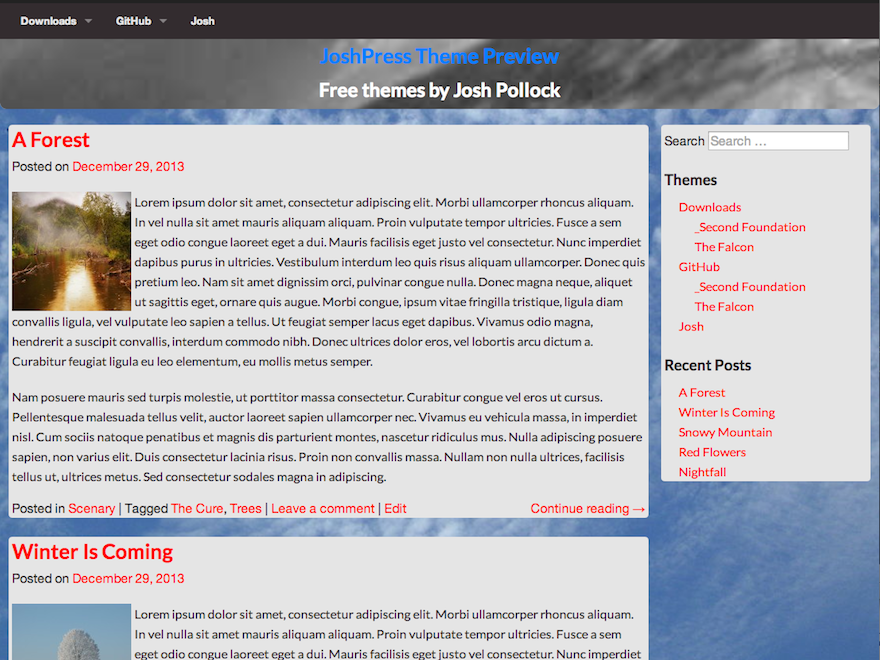 Downloads GitHub Josh
JoshPress Theme Preview
Free themes by Josh Pollock
A Forest
Posted on December 29, 2013
Lorem ipsum dolor sit amet, consectetur adipiscing elit. Morbi ullamcorper rhoncus aliquam.
In vel nulla sit amet mauris aliquam aliquam. Proin vulputate tempor ultricies. Fusce a sem
eget odio congue laoreet eget a dui. Mauris facilisis eget justo vel consectetur. Nunc imperdiet
dapibus purus in ultricies. Vestibulum interdum leo quis risus aliquam ullamcorper. Donec quis
pretium leo. Nam sit amet dignissim orci, pulvinar congue nulla. Donec magna neque, aliquet
ut sagittis eget, ornare quis augue. Morbi congue, ipsum vitae fringilla tristique, ligula diam
convallis ligula, vel vulputate leo sapien a tellus. Ut feugiat semper lacus eget dapibus. Vivamus odio magna,
hendrerit a suscipit convallis, interdum commodo nibh. Donec ultrices dolor eros, vel lobortis arcu dictum a.
Curabitur feugiat ligula eu leo elementum, eu mollis metus semper.
Nam posuere mauris sed turpis molestie, ut porttitor massa consectetur. Curabitur congue vel eros ut cursus.
Pellentesque malesuada tellus velit, auctor laoreet sapien ullamcorper nec. Vivamus eu vehicula massa, in imperdiet
nisl. Cum sociis natoque penatibus et magnis dis parturient montes, nascetur ridiculus mus. Nulla adipiscing posuere
sapien, non varius elit. Duis consectetur lacinia risus. Proin non convallis massa. Nullam non nulla ultrices, facilisis
tellus ut, ultrices metus. Sed consectetur sodales magna in adipiscing.
Posted in Scenary | Tagged The Cure, Trees | Leave a comment | Edit Continue reading →
Winter Is Coming
Posted on December 29, 2013
Lorem ipsum dolor sit amet, consectetur adipiscing elit. Morbi ullamcorper rhoncus aliquam.
In vel nulla sit amet mauris aliquam aliquam. Proin vulputate tempor ultricies. Fusce a sem
eget odio congue laoreet eget a dui. Mauris facilisis eget justo vel consectetur. Nunc imperdiet
Search Search …
Themes
Downloads
_Second Foundation
The Falcon
GitHub
_Second Foundation
The Falcon
Josh
Recent Posts
A Forest
Winter Is Coming
Snowy Mountain
Red Flowers
Nightfall